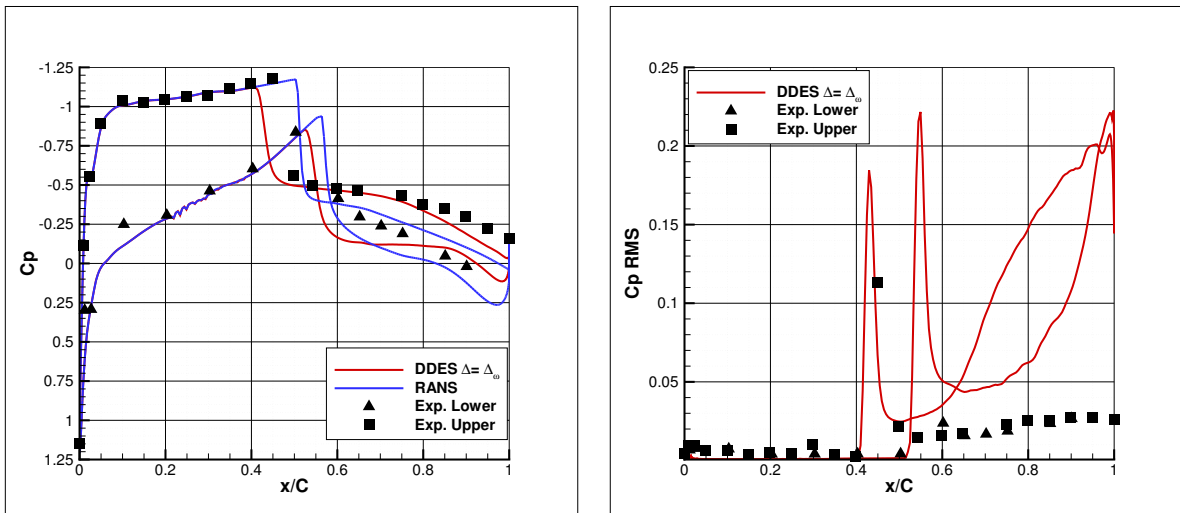 -1.25
-1
-0.75
-0.5
-0.25
0
0.25
0.5
0.75
1
1.25
Cp
DDES Δ= Δω
RANS
Exp. Lower
Exp. Upper
0 0.2 0.4 0.6 0.8 1
x/C
0.25
0.2
0.15
0.1
0.05
Cp RMS
DDES Δ= Δω
Exp. Lower
Exp. Upper
0 0.2 0.4 0.6 0.8 1
x/C